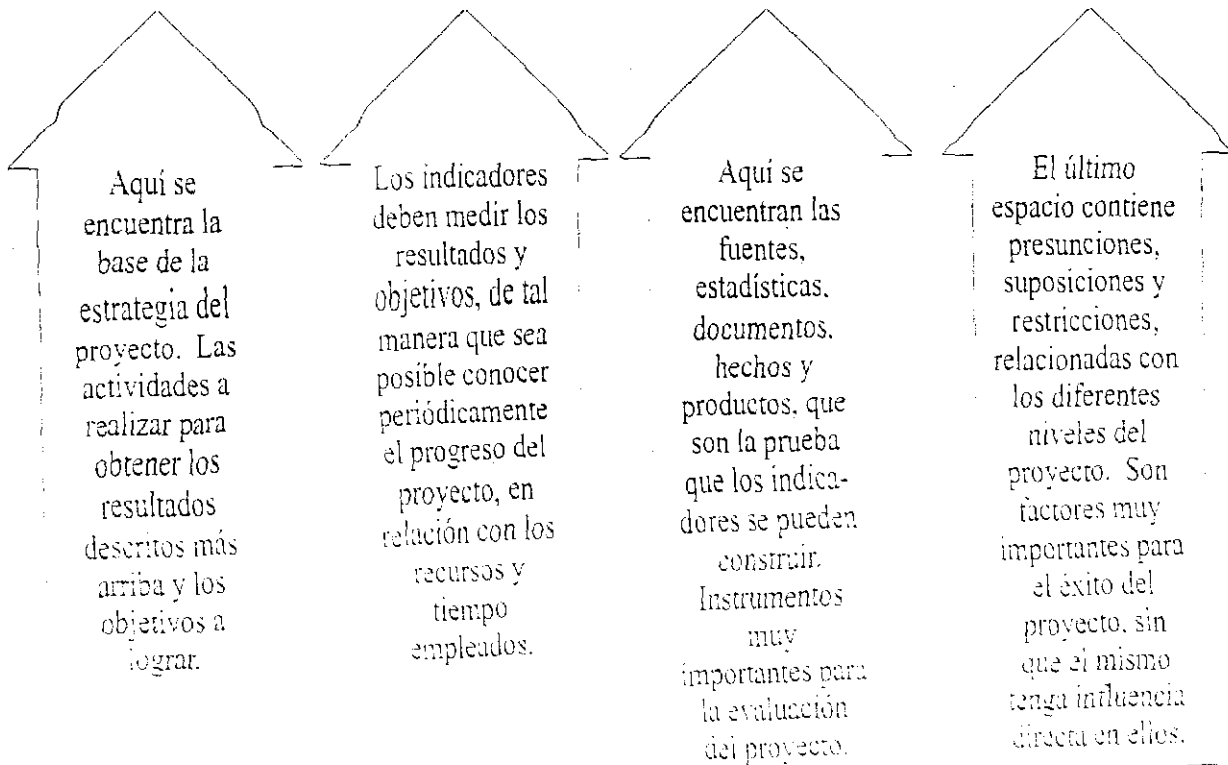 Aquí se
encuentra la
base de la
estrategia del
proyecto. Las
actividades a
realizar para
obtener los
resultados
descritos más
arriba y los
objetivos a
lograr.
Los indicadores
deben medir los
resultados y
objetivos, de tal
manera que sea
posible conocer
periódicamente
el progreso del
proyecto, en
relación con los
recursos y
tiempo
empleados.
Aquí se
encuentran las
fuentes,
estadísticas,
documentos,
hechos y
productos, que
son la prueba
que los indica-
dores se pueden
construir.
Instrumentos
muy
importantes para
la evaluación
del proyecto.
El último
espacio contiene
presunciones,
suposiciones y
restricciones,
relacionadas con
los diferentes
niveles del
proyecto. Son
factores muy
importantes para
el éxito del
proyecto, sin
que el mismo
tenga influencia
directa en ellos.